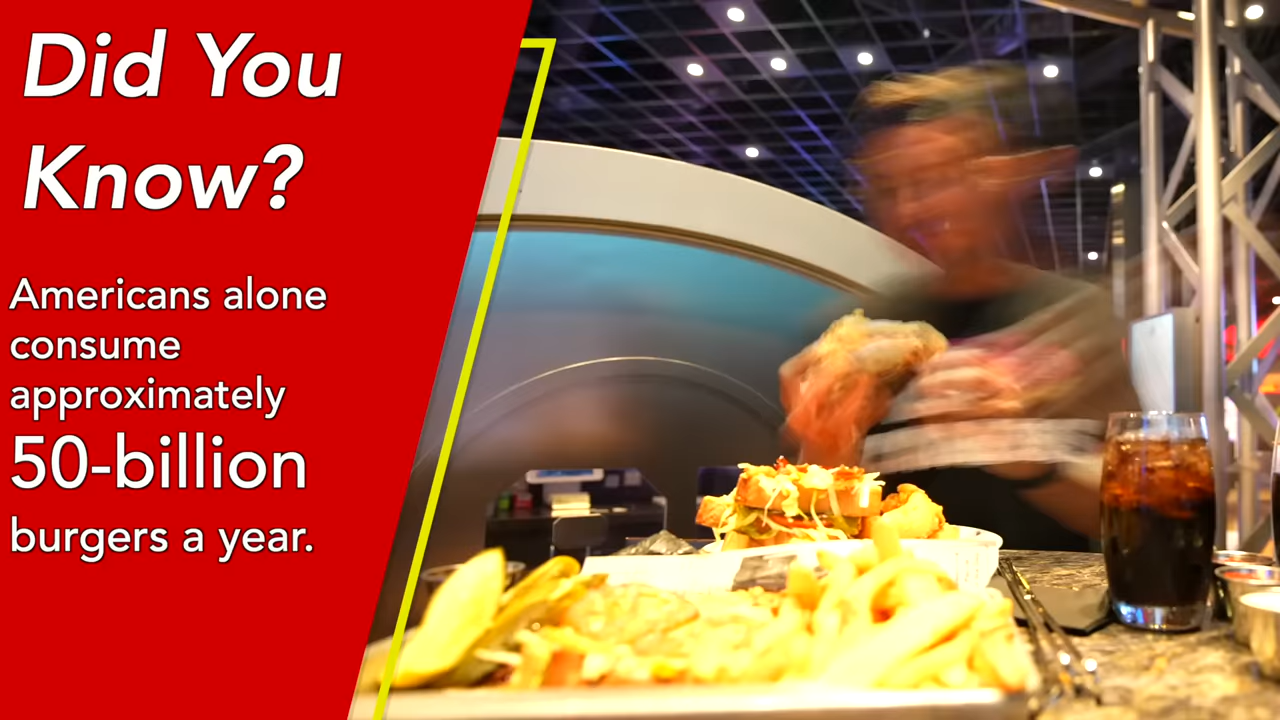 Did You
Know?
Americans alone
consume
approximately
50-billion
burgers a year.